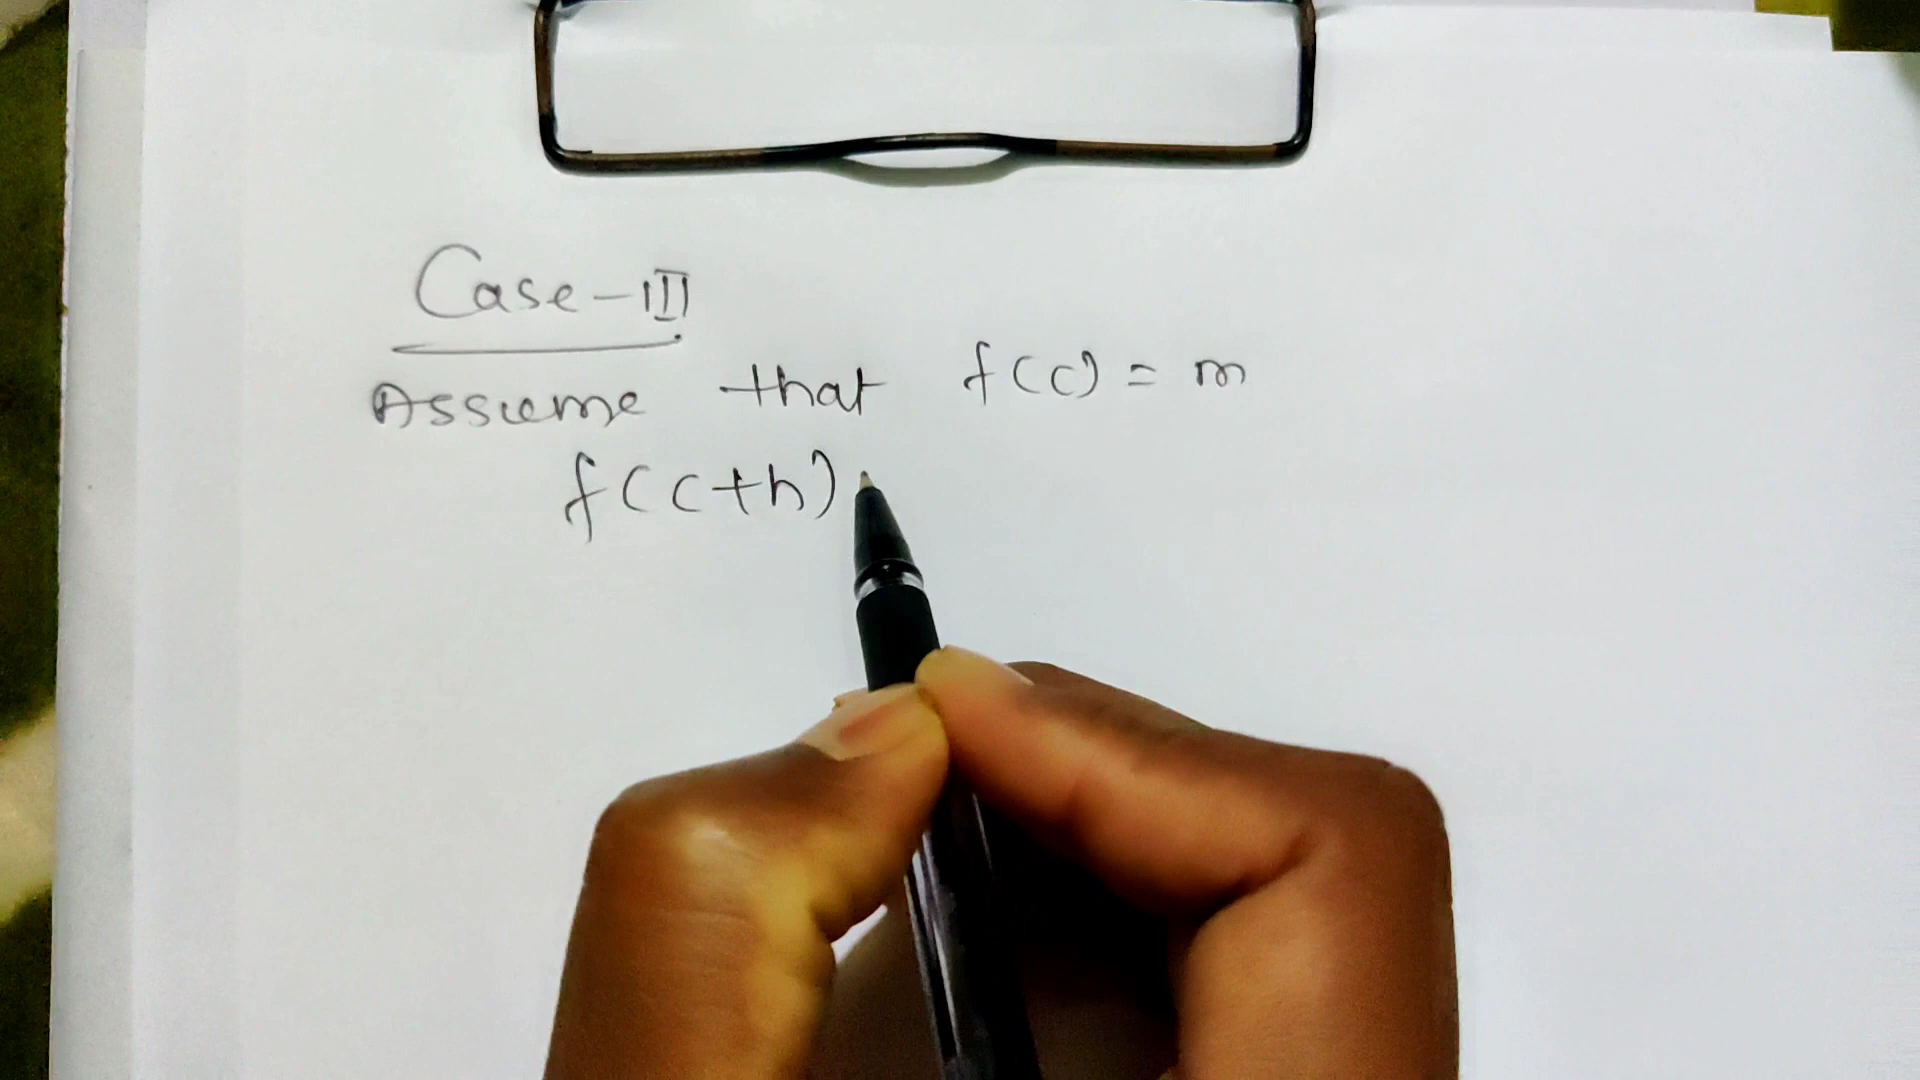 Case-III
Assume that f(c) = m
f(c+h)